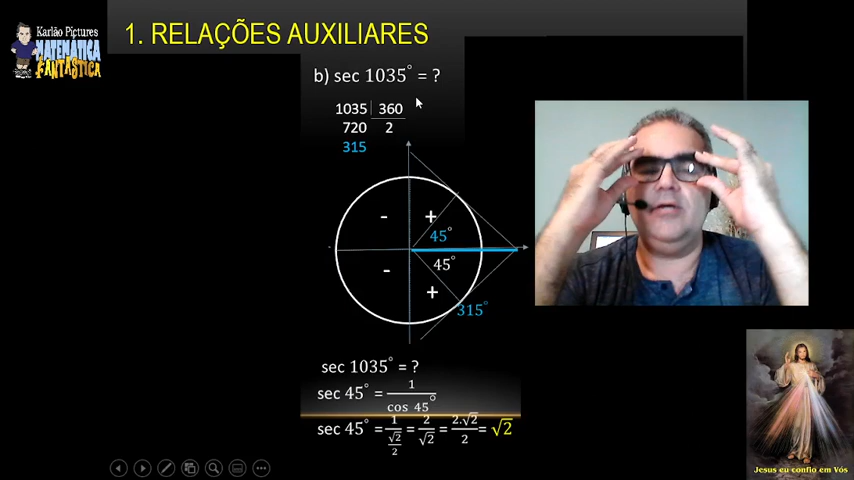 Karlão Pictures
MATEMÁTICA
FANTÁSTICA
1. RELAÇÕES AUXILIARES
b) sec 1035° = ?
1035 360
720 2
315
- +
45°
45°
- +
315°
sec 1035° = ?
sec 45° = 1/cos 45°
sec 45° = 1/(√2/2) = 2/√2 = 2.√2/2 = √2
Jesus eu confio em Vós